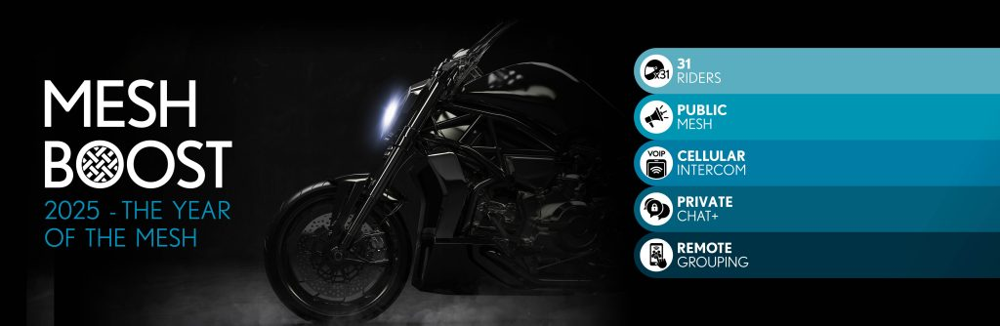 MESH
BOOST
2025 - THE YEAR
OF THE MESH
x31
31
RIDERS
PUBLIC
MESH
VOIP
CELLULAR
INTERCOM
PRIVATE
CHAT+
REMOTE
GROUPING